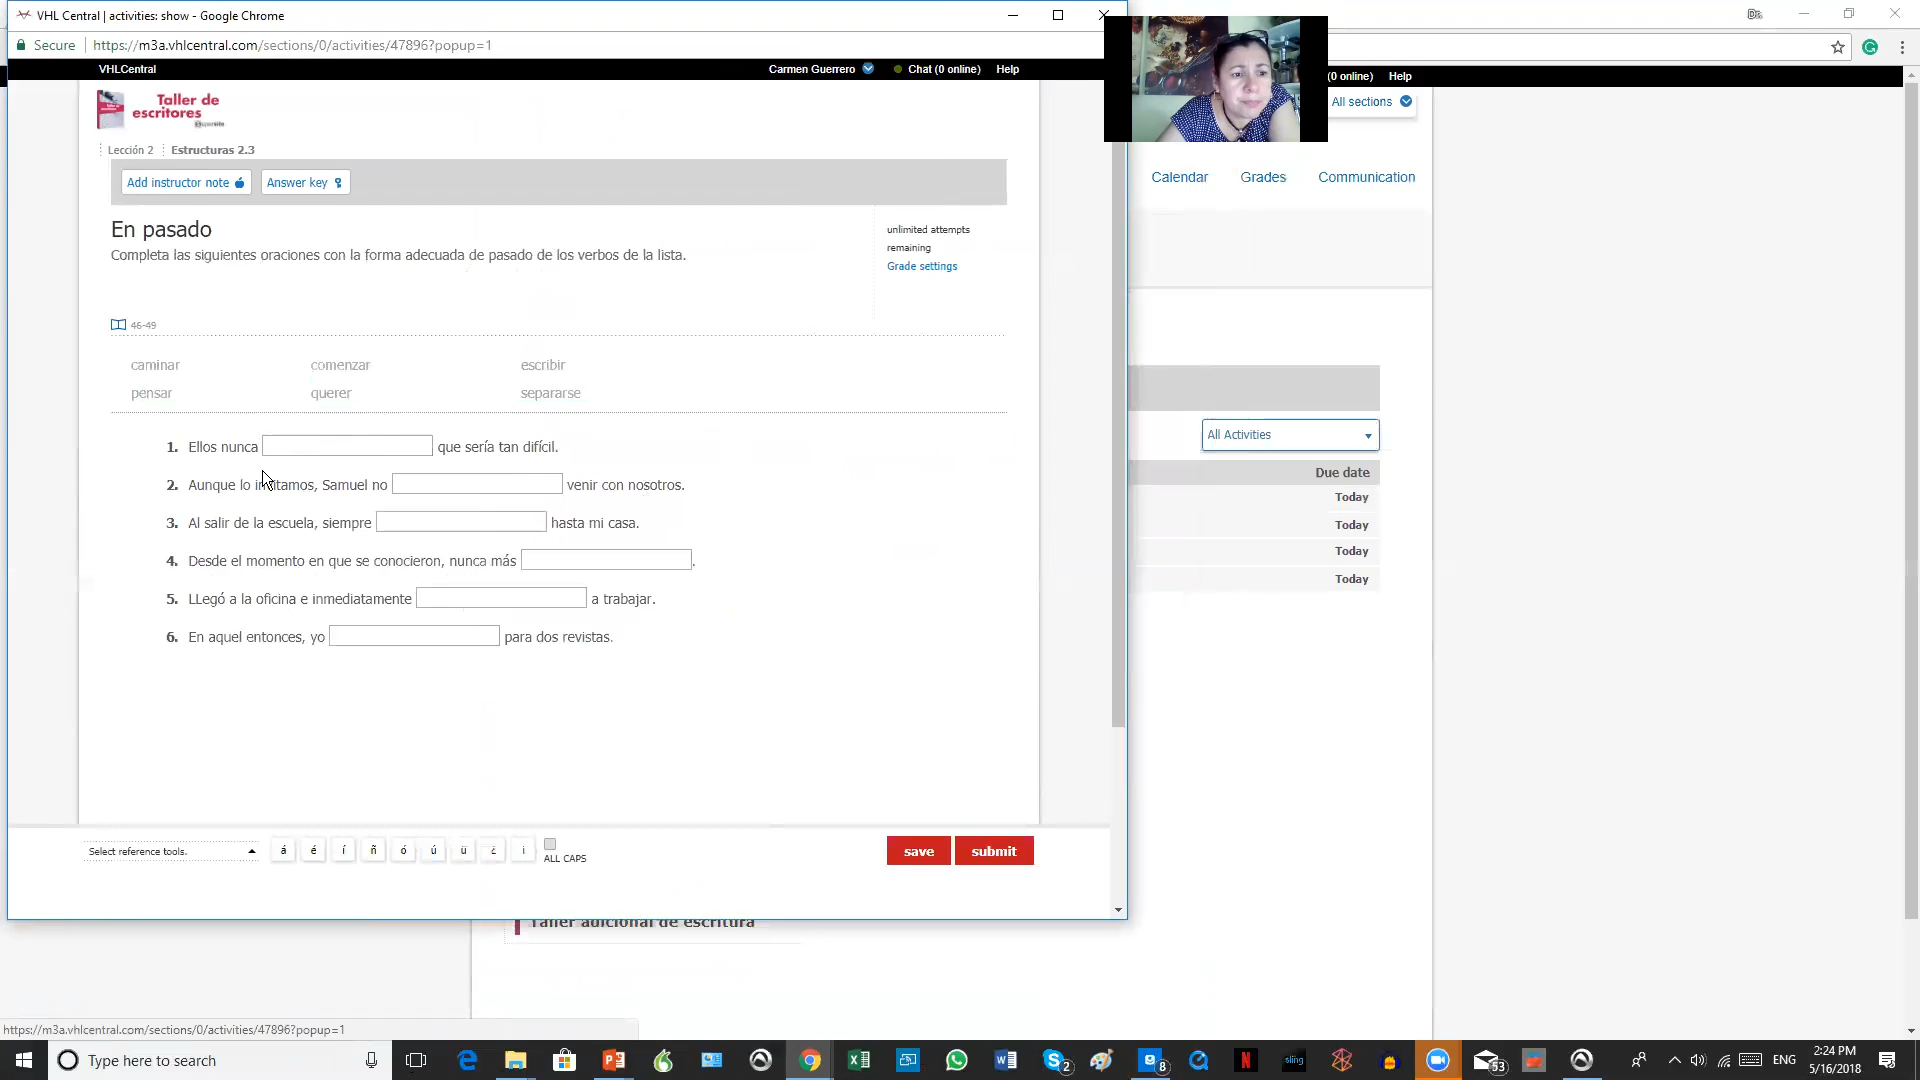 VHL Central | activities: show - Google Chrome
Secure https://m3a.vhlcentral.com/sections/0/activities/47896?popup=1
VHLCentral Carmen Guerrero Chat (0 online) Help
(0 online) Help
Taller de
escritores
All sections
Lección 2 Estructuras 2.3
Calendar Grades Communication
Add instructor note Answer key
En pasado
Completa las siguientes oraciones con la forma adecuada de pasado de los verbos de la lista.
unlimited attempts
remaining
Grade settings
46-49
caminar comenzar escribir
pensar querer separarse
1. Ellos nunca que sería tan difícil.
2. Aunque lo invitamos, Samuel no venir con nosotros.
3. Al salir de la escuela, siempre hasta mi casa.
4. Desde el momento en que se conocieron, nunca más .
5. LLegó a la oficina e inmediatamente a trabajar.
6. En aquel entonces, yo para dos revistas.
All Activities
Due date
Today
Today
Today
Today
Select reference tools. á é í ñ ó ú ü ¿ ¡ ALL CAPS
save submit
Taller adicional de escritura
https://m3a.vhlcentral.com/sections/0/activities/47896?popup=1
Type here to search
sling
2
8
53
ENG
2:24 PM
5/16/2018